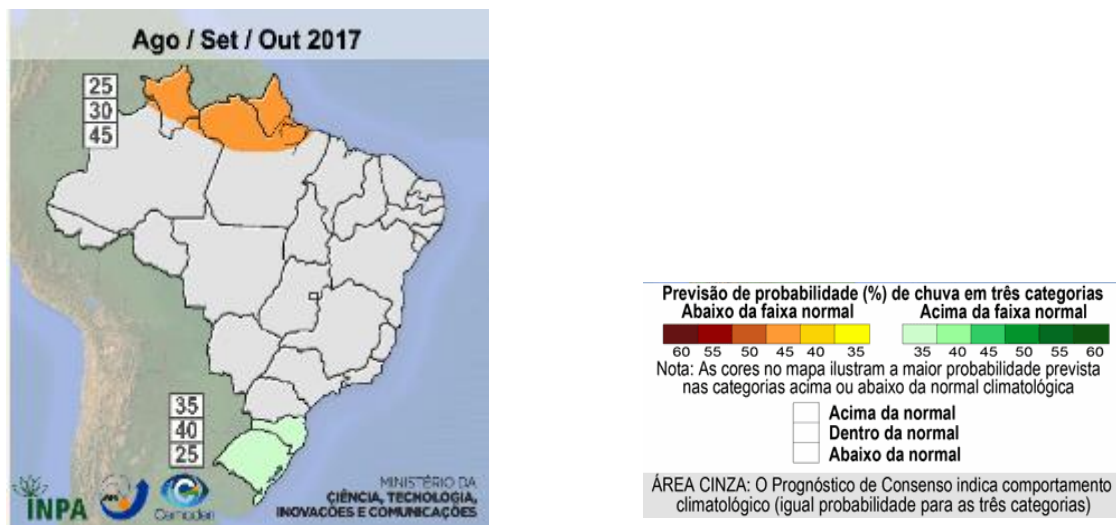 Ago / Set / Out 2017
25
30
45
35
40
25
INPA
Cemaden
MINISTÉRIO DA
CIÊNCIA, TECNOLOGIA,
INOVAÇÕES E COMUNICAÇÕES
Previsão de probabilidade (%) de chuva em três categorias
Abaixo da faixa normal Acima da faixa normal
60 55 50 45 40 35 35 40 45 50 55 60
Nota: As cores no mapa ilustram a maior probabilidade prevista
nas categorias acima ou abaixo da normal climatológica
Acima da normal
Dentro da normal
Abaixo da normal
ÁREA CINZA: O Prognóstico de Consenso indica comportamento
climatológico (igual probabilidade para as três categorias)